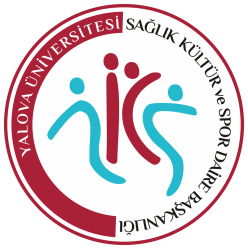 YALOVA ÜNİVERSİTESİ SAĞLIK KÜLTÜR ve SPOR DAİRE BAŞKANLIĞI